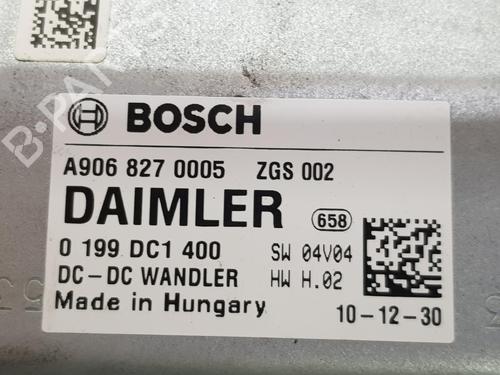 BOSCH
A906 827 0005 ZGS 002
DAIMLER 658
0 199 DC1 400 SW 04V04
DC-DC WANDLER HW H.02
Made in Hungary 10-12-30
B-PARTS